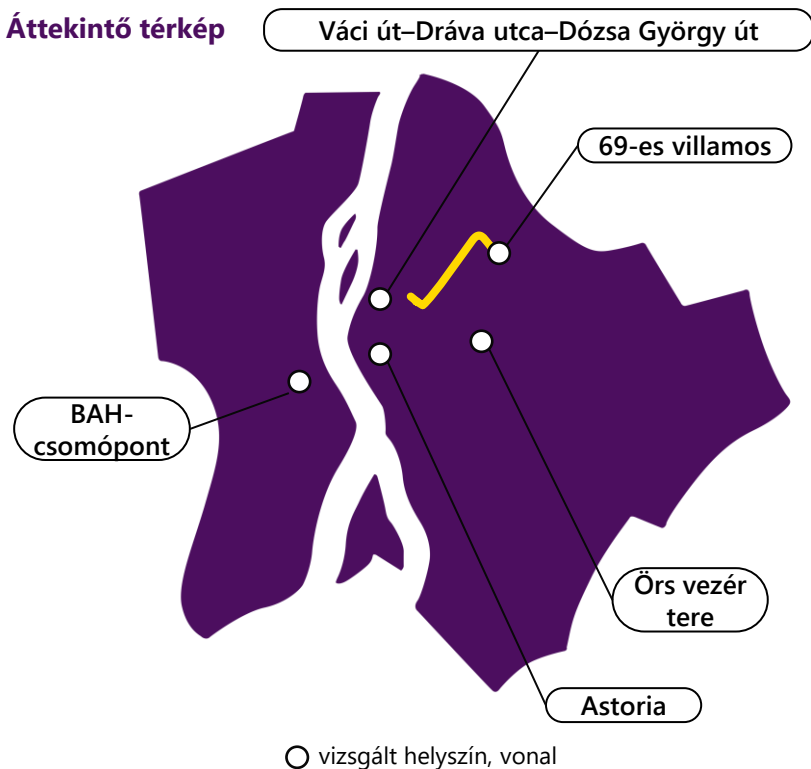 Áttekintő térkép
Váci út–Dráva utca–Dózsa György út
69-es villamos
BAH-
csomópont
Örs vezér
tere
Astoria
vizsgált helyszín, vonal